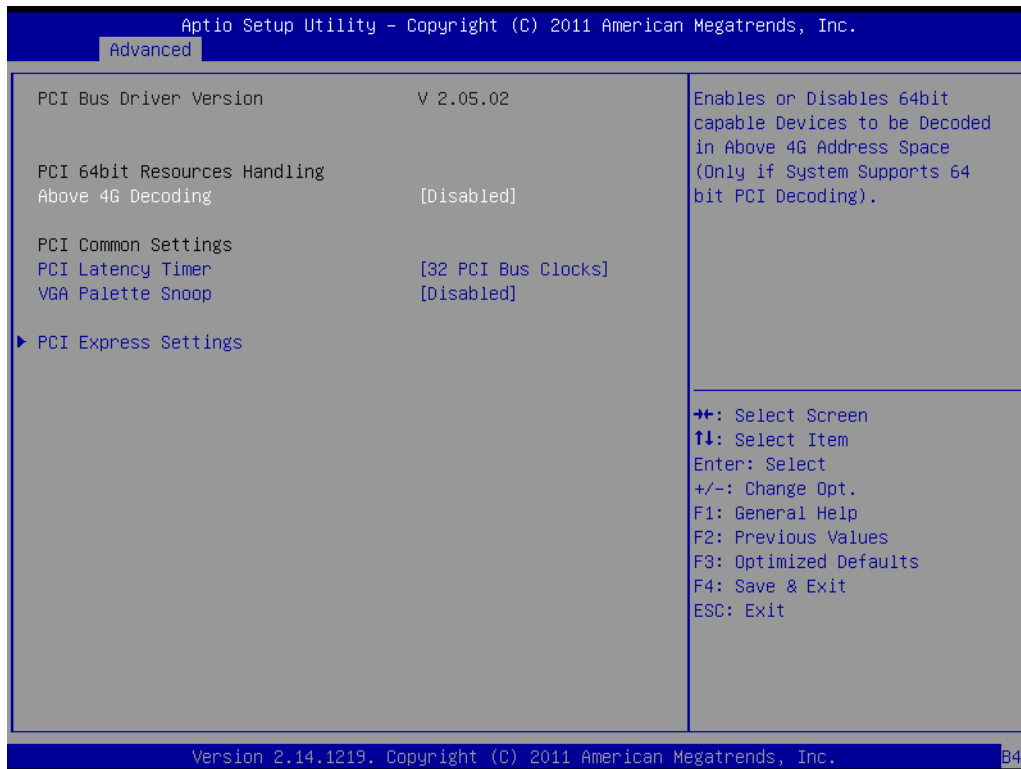 Aptio Setup Utility – Copyright (C) 2011 American Megatrends, Inc.
Advanced
PCI Bus Driver Version V 2.05.02
PCI 64bit Resources Handling
Above 4G Decoding [Disabled]
PCI Common Settings
PCI Latency Timer [32 PCI Bus Clocks]
VGA Palette Snoop [Disabled]
▶ PCI Express Settings
Enables or Disables 64bit
capable Devices to be Decoded
in Above 4G Address Space
(Only if System Supports 64
bit PCI Decoding).
→←: Select Screen
↑↓: Select Item
Enter: Select
+/-: Change Opt.
F1: General Help
F2: Previous Values
F3: Optimized Defaults
F4: Save & Exit
ESC: Exit
Version 2.14.1219. Copyright (C) 2011 American Megatrends, Inc.
B4